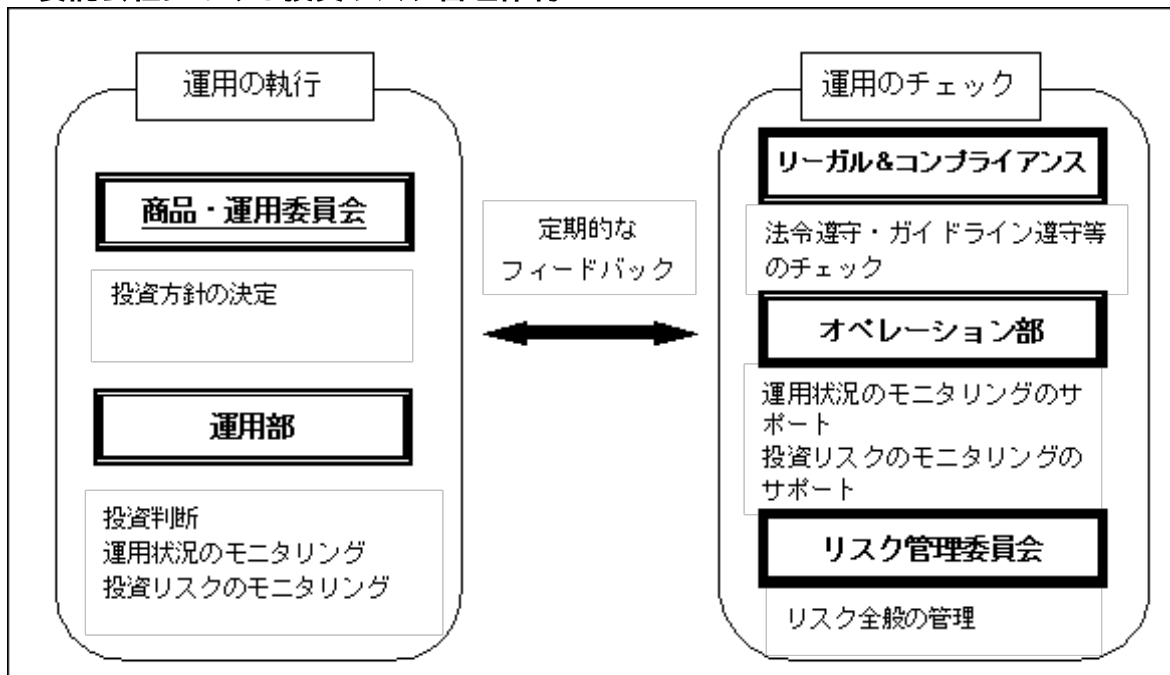 運用の執行
商品・運用委員会
投資方針の決定
運用部
投資判断
運用状況のモニタリング
投資リスクのモニタリング
定期的な
フィードバック
運用のチェック
リーガル&コンプライアンス
法令遵守・ガイドライン遵守等
のチェック
オペレーション部
運用状況のモニタリングのサ
ポート
投資リスクのモニタリングの
サポート
リスク管理委員会
リスク全般の管理